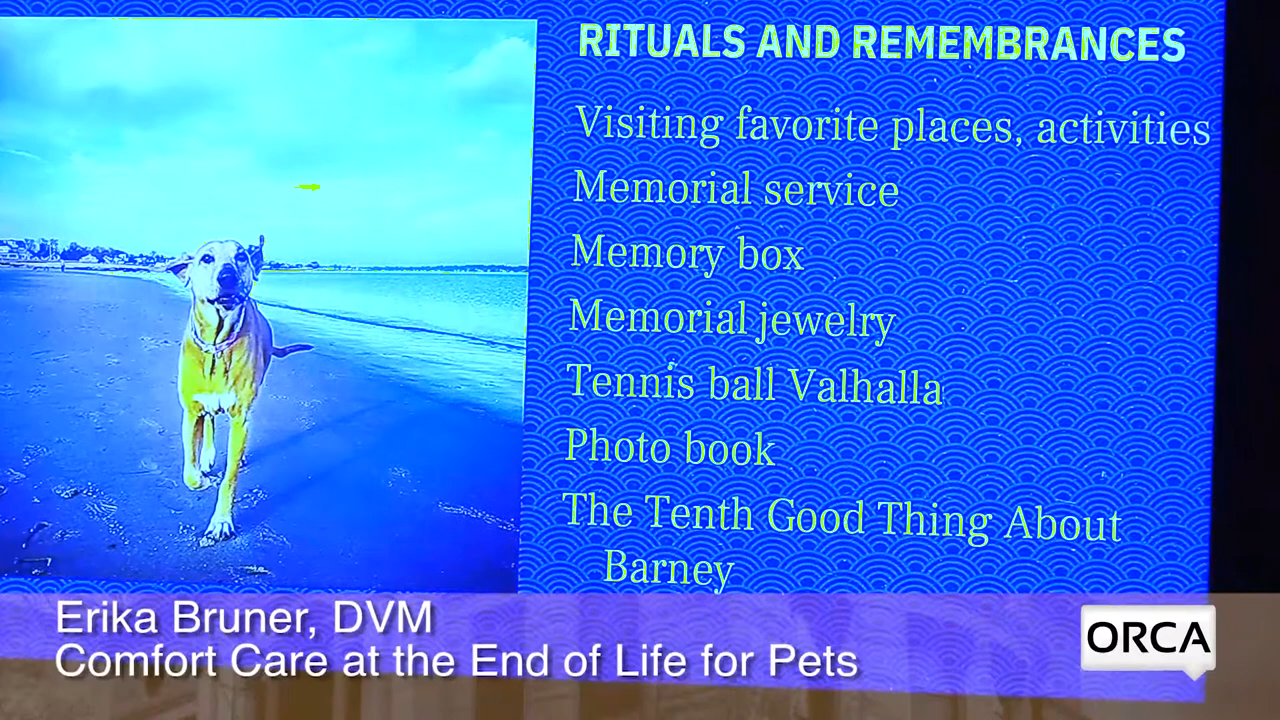 RITUALS AND REMEMBRANCES
Visiting favorite places, activities
Memorial service
Memory box
Memorial jewelry
Tennis ball Valhalla
Photo book
The Tenth Good Thing About
Barney
Erika Bruner, DVM
Comfort Care at the End of Life for Pets
ORCA